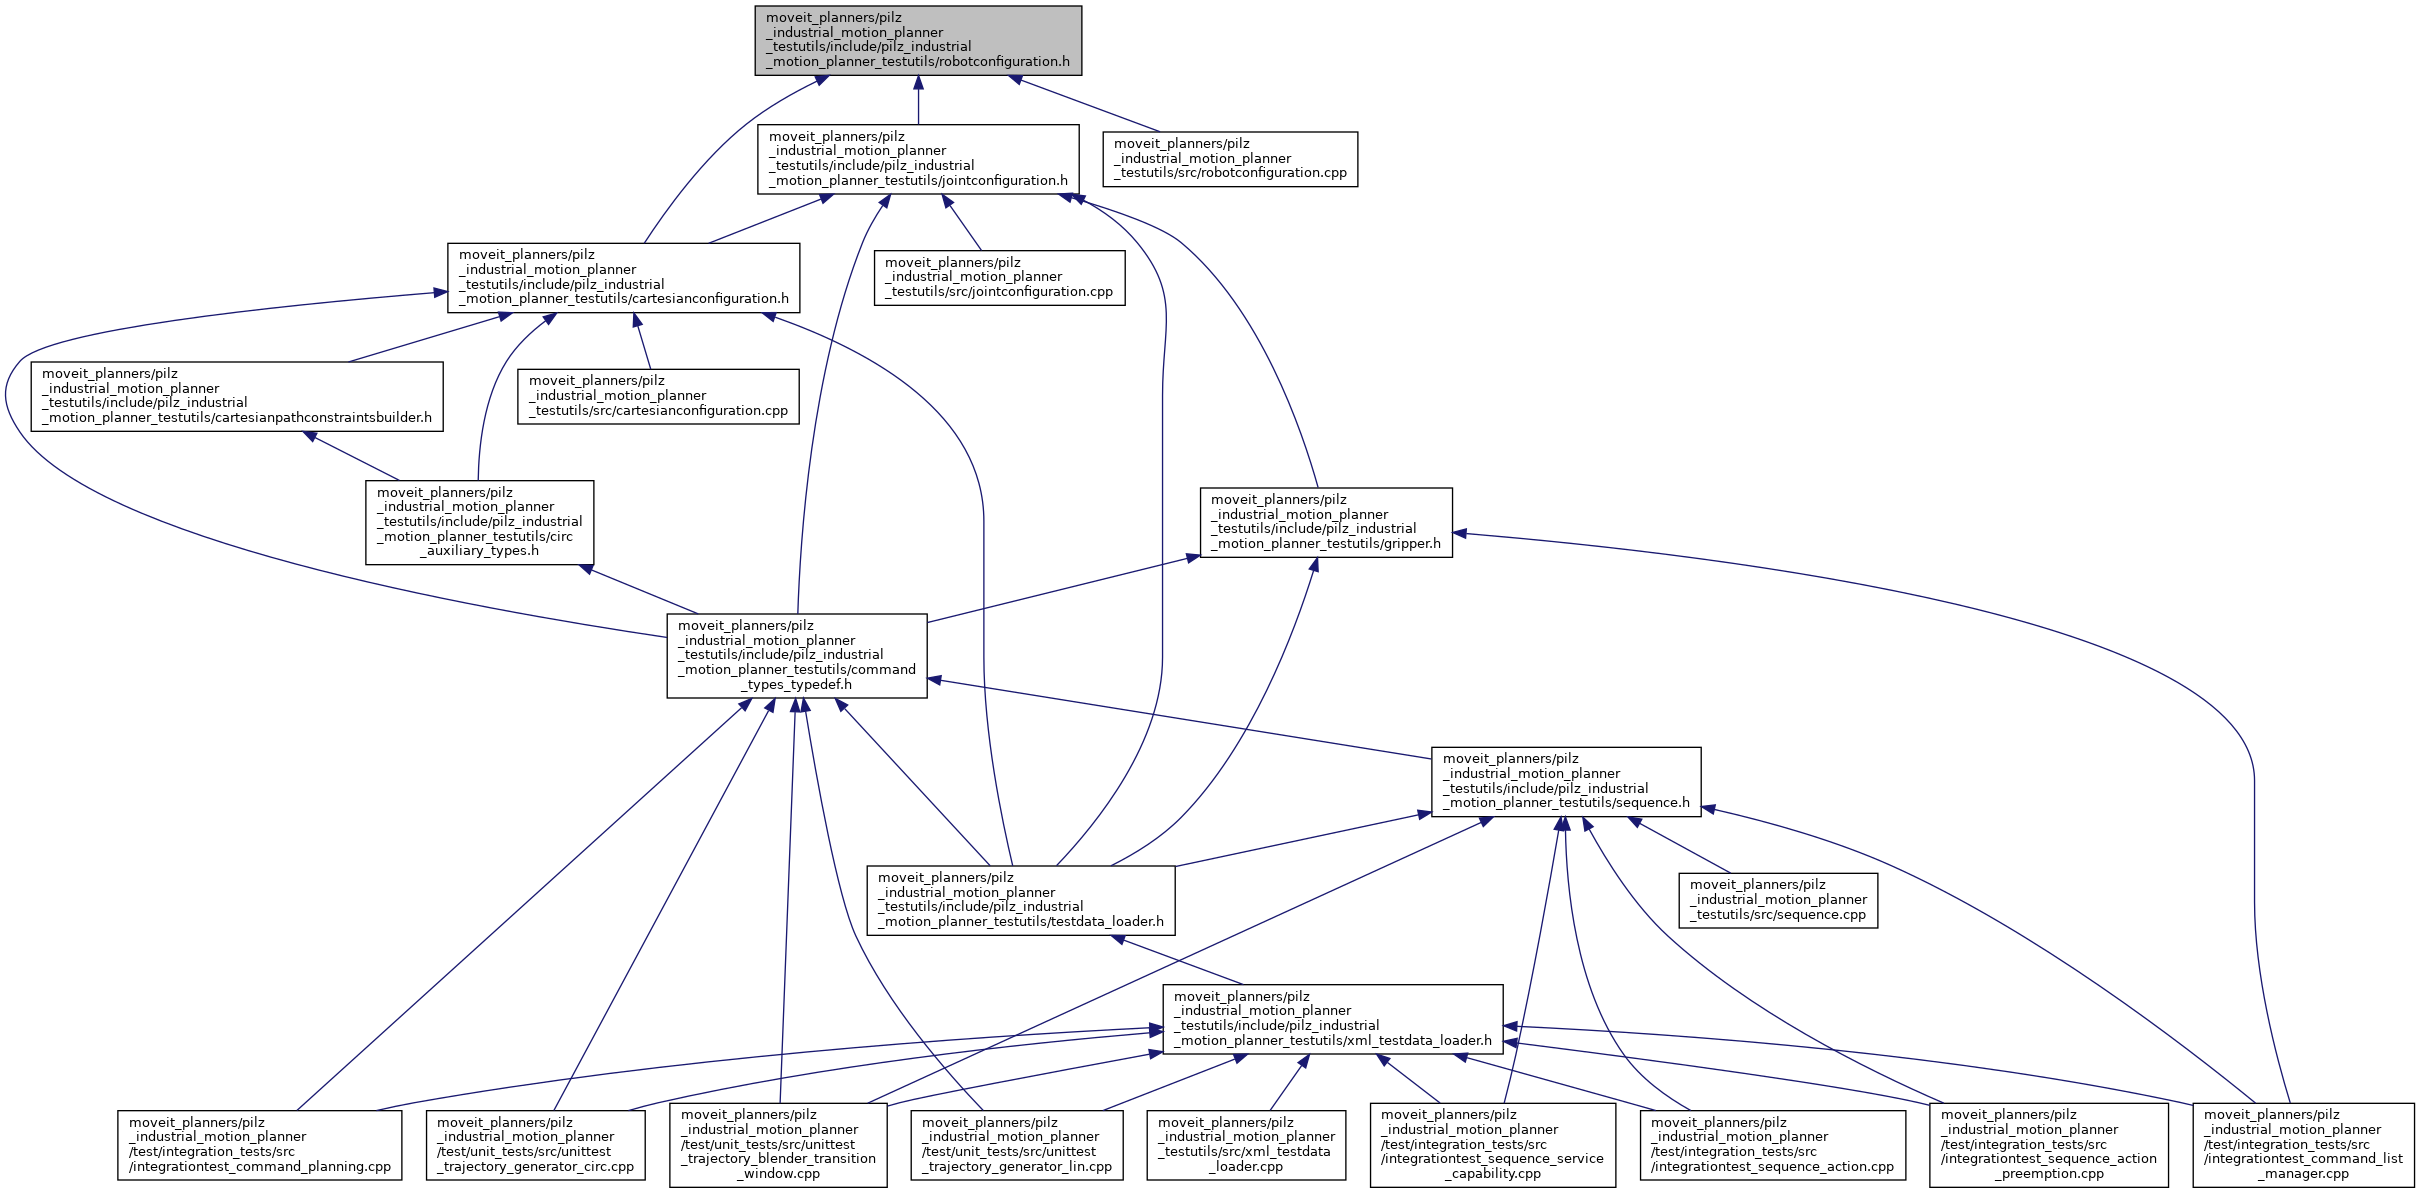 moveit_planners/pilz
_industrial_motion_planner
_testutils/include/pilz_industrial
_motion_planner_testutils/robotconfiguration.h
moveit_planners/pilz
_industrial_motion_planner
_testutils/include/pilz_industrial
_motion_planner_testutils/jointconfiguration.h
moveit_planners/pilz
_industrial_motion_planner
_testutils/src/robotconfiguration.cpp
moveit_planners/pilz
_industrial_motion_planner
_testutils/include/pilz_industrial
_motion_planner_testutils/cartesianconfiguration.h
moveit_planners/pilz
_industrial_motion_planner
_testutils/src/jointconfiguration.cpp
moveit_planners/pilz
_industrial_motion_planner
_testutils/include/pilz_industrial
_motion_planner_testutils/cartesianpathconstraintsbuilder.h
moveit_planners/pilz
_industrial_motion_planner
_testutils/src/cartesianconfiguration.cpp
moveit_planners/pilz
_industrial_motion_planner
_testutils/include/pilz_industrial
_motion_planner_testutils/circ
_auxiliary_types.h
moveit_planners/pilz
_industrial_motion_planner
_testutils/include/pilz_industrial
_motion_planner_testutils/gripper.h
moveit_planners/pilz
_industrial_motion_planner
_testutils/include/pilz_industrial
_motion_planner_testutils/command
_types_typedef.h
moveit_planners/pilz
_industrial_motion_planner
_testutils/include/pilz_industrial
_motion_planner_testutils/sequence.h
moveit_planners/pilz
_industrial_motion_planner
_testutils/include/pilz_industrial
_motion_planner_testutils/testdata_loader.h
moveit_planners/pilz
_industrial_motion_planner
_testutils/src/sequence.cpp
moveit_planners/pilz
_industrial_motion_planner
_testutils/include/pilz_industrial
_motion_planner_testutils/xml_testdata_loader.h
moveit_planners/pilz
_industrial_motion_planner
/test/integration_tests/src
/integrationtest_command_planning.cpp
moveit_planners/pilz
_industrial_motion_planner
/test/unit_tests/src/unittest
_trajectory_generator_circ.cpp
moveit_planners/pilz
_industrial_motion_planner
/test/unit_tests/src/unittest
_trajectory_blender_transition
_window.cpp
moveit_planners/pilz
_industrial_motion_planner
/test/unit_tests/src/unittest
_trajectory_generator_lin.cpp
moveit_planners/pilz
_industrial_motion_planner
_testutils/src/xml_testdata
_loader.cpp
moveit_planners/pilz
_industrial_motion_planner
/test/integration_tests/src
/integrationtest_sequence_service
_capability.cpp
moveit_planners/pilz
_industrial_motion_planner
/test/integration_tests/src
/integrationtest_sequence_action.cpp
moveit_planners/pilz
_industrial_motion_planner
/test/integration_tests/src
/integrationtest_sequence_action
_preemption.cpp
moveit_planners/pilz
_industrial_motion_planner
/test/integration_tests/src
/integrationtest_command_list
_manager.cpp